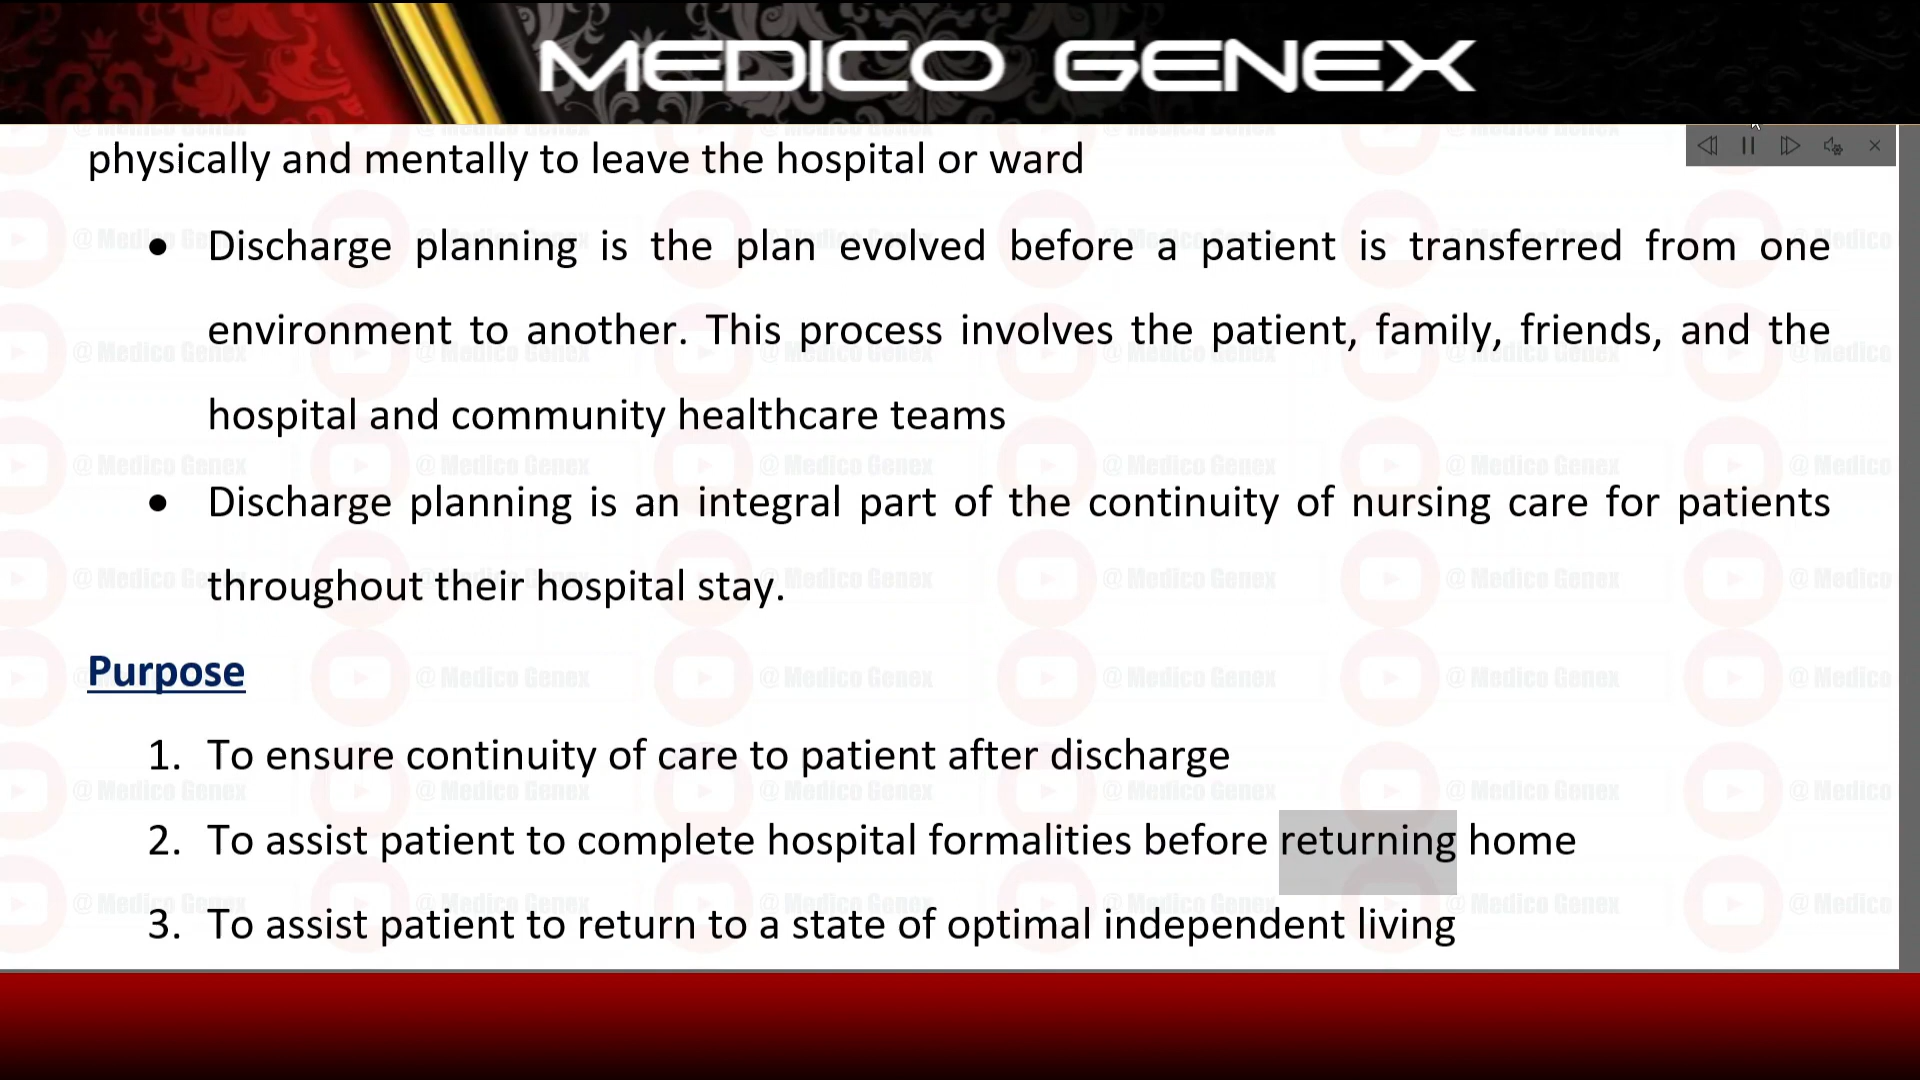 MEDICO GENEX
physically and mentally to leave the hospital or ward
• Discharge planning is the plan evolved before a patient is transferred from one
environment to another. This process involves the patient, family, friends, and the
hospital and community healthcare teams
• Discharge planning is an integral part of the continuity of nursing care for patients
throughout their hospital stay.
Purpose
1. To ensure continuity of care to patient after discharge
2. To assist patient to complete hospital formalities before returning home
3. To assist patient to return to a state of optimal independent living
@ Medico Genex